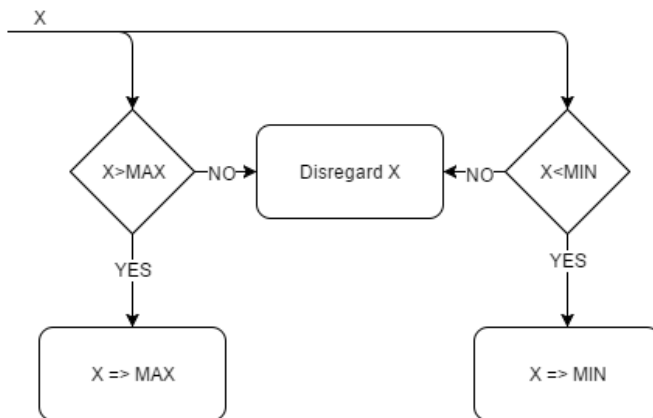 X
X>MAX
NO
Disregard X
NO
X<MIN
YES
YES
X => MAX
X => MIN